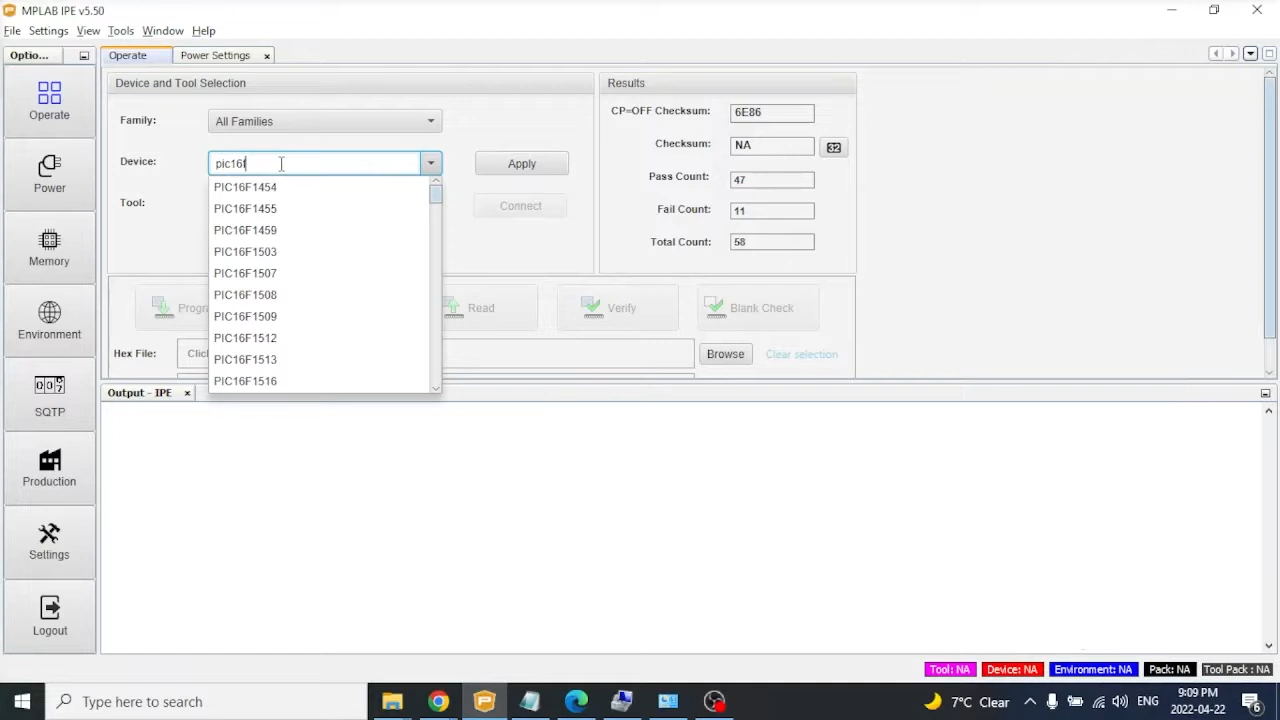 MPLAB IPE v5.50
File Settings View Tools Window Help
Optio...
Operate
Power Settings
Operate
Power
Memory
Environment
SQTP
Production
Settings
Logout
Device and Tool Selection
Family:
All Families
Device:
pic16f
Apply
Tool:
Connect
PIC16F1454
PIC16F1455
PIC16F1459
PIC16F1503
PIC16F1507
PIC16F1508
PIC16F1509
PIC16F1512
PIC16F1513
PIC16F1516
Results
CP=OFF Checksum: 6E86
Checksum: NA
32
Pass Count: 47
Fail Count: 11
Total Count: 58
Progra
Read
Verify
Blank Check
Hex File:
Clic
Browse
Clear selection
Output - IPE
Tool: NA
Device: NA
Environment: NA
Pack: NA
Tool Pack : NA
Type here to search
7°C Clear
ENG
9:09 PM
2022-04-22
6